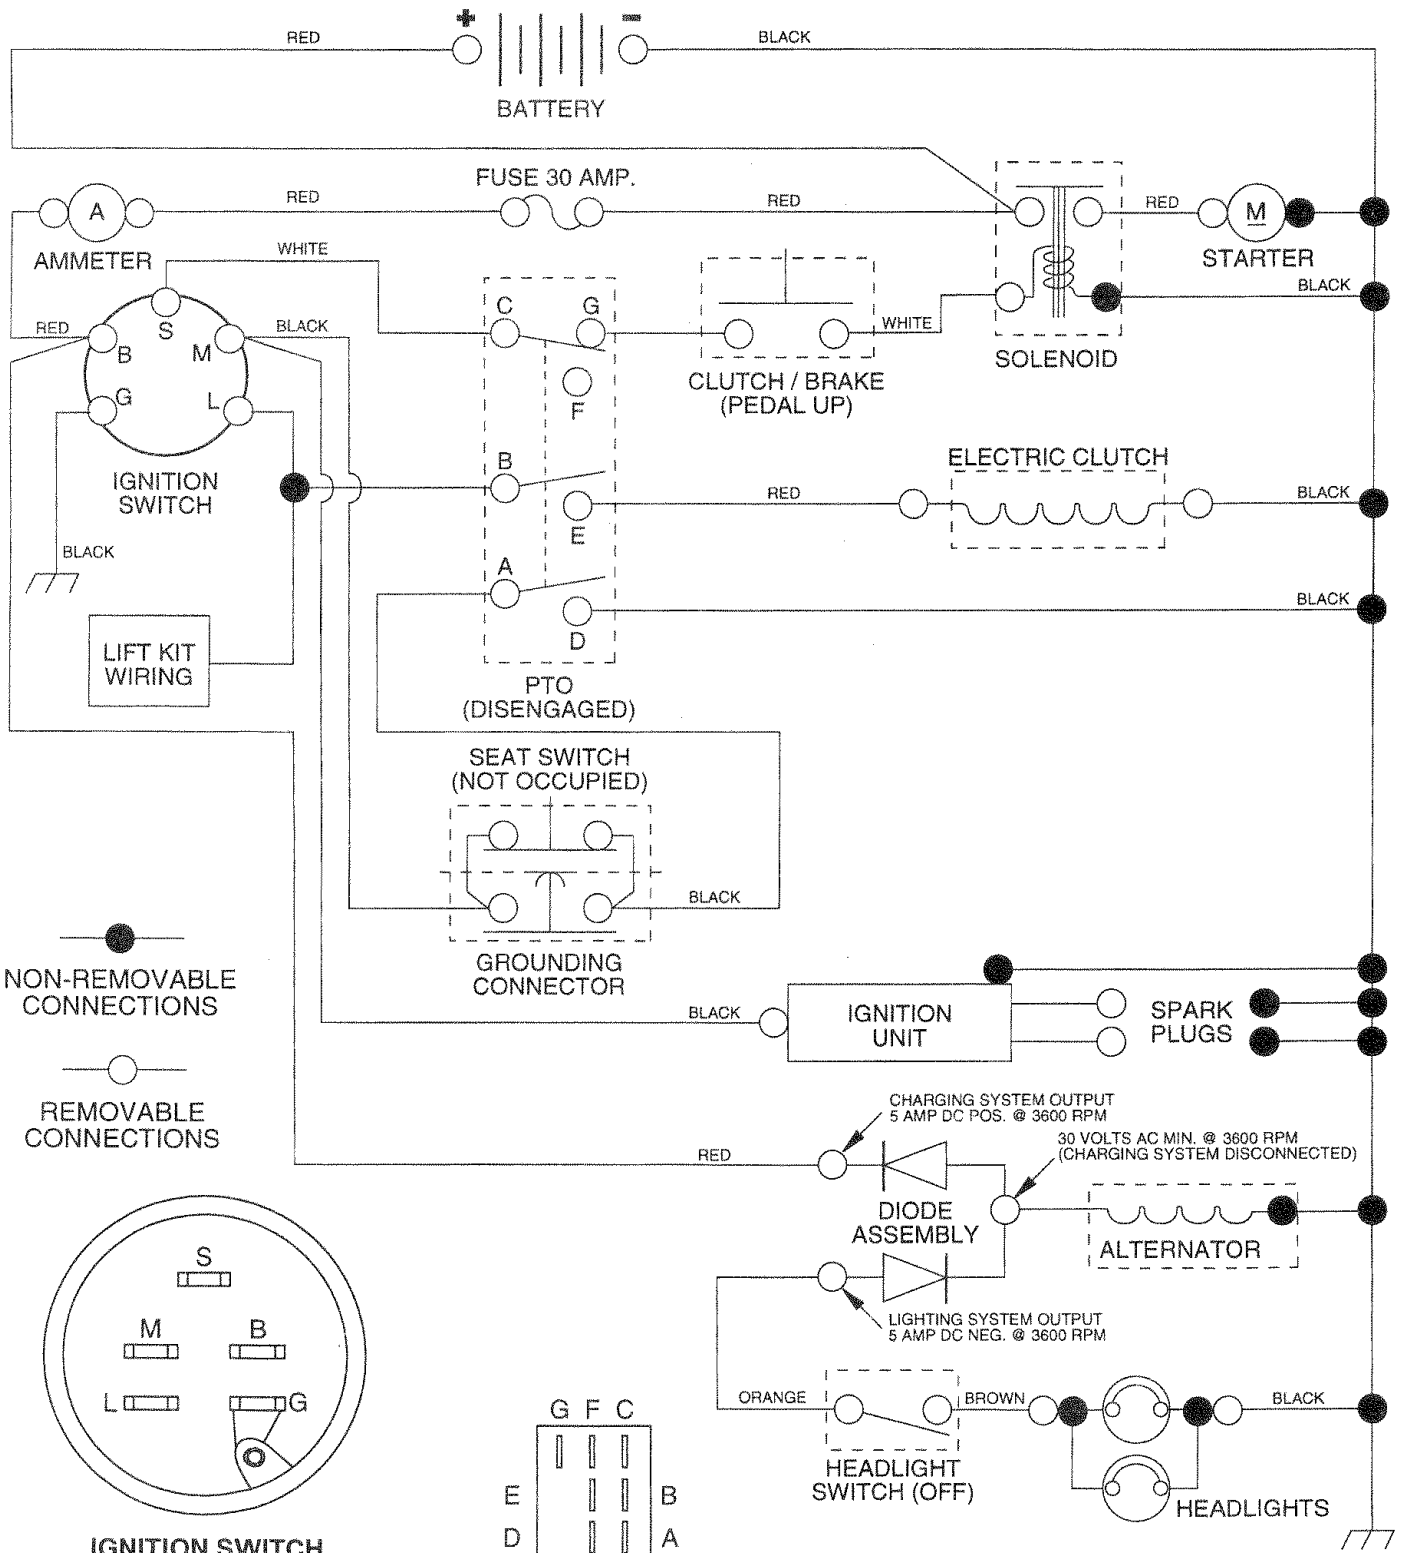 + -
RED
BLACK
BATTERY
FUSE 30 AMP.
A
RED
RED
RED
M
AMMETER
STARTER
WHITE
S
RED
B
M
BLACK
C
G
WHITE
BLACK
SOLENOID
G
L
F
CLUTCH / BRAKE
(PEDAL UP)
IGNITION
SWITCH
B
E
RED
ELECTRIC CLUTCH
BLACK
BLACK
A
D
BLACK
LIFT KIT
WIRING
PTO
(DISENGAGED)
SEAT SWITCH
(NOT OCCUPIED)
BLACK
GROUNDING
CONNECTOR
NON-REMOVABLE
CONNECTIONS
BLACK
IGNITION
UNIT
SPARK
PLUGS
REMOVABLE
CONNECTIONS
CHARGING SYSTEM OUTPUT
5 AMP DC POS. @ 3600 RPM
30 VOLTS AC MIN. @ 3600 RPM
(CHARGING SYSTEM DISCONNECTED)
RED
DIODE
ASSEMBLY
ALTERNATOR
LIGHTING SYSTEM OUTPUT
5 AMP DC NEG. @ 3600 RPM
ORANGE
BROWN
BLACK
HEADLIGHT
SWITCH (OFF)
HEADLIGHTS
S
M B
L G
IGNITION SWITCH
G F C
E B
D A